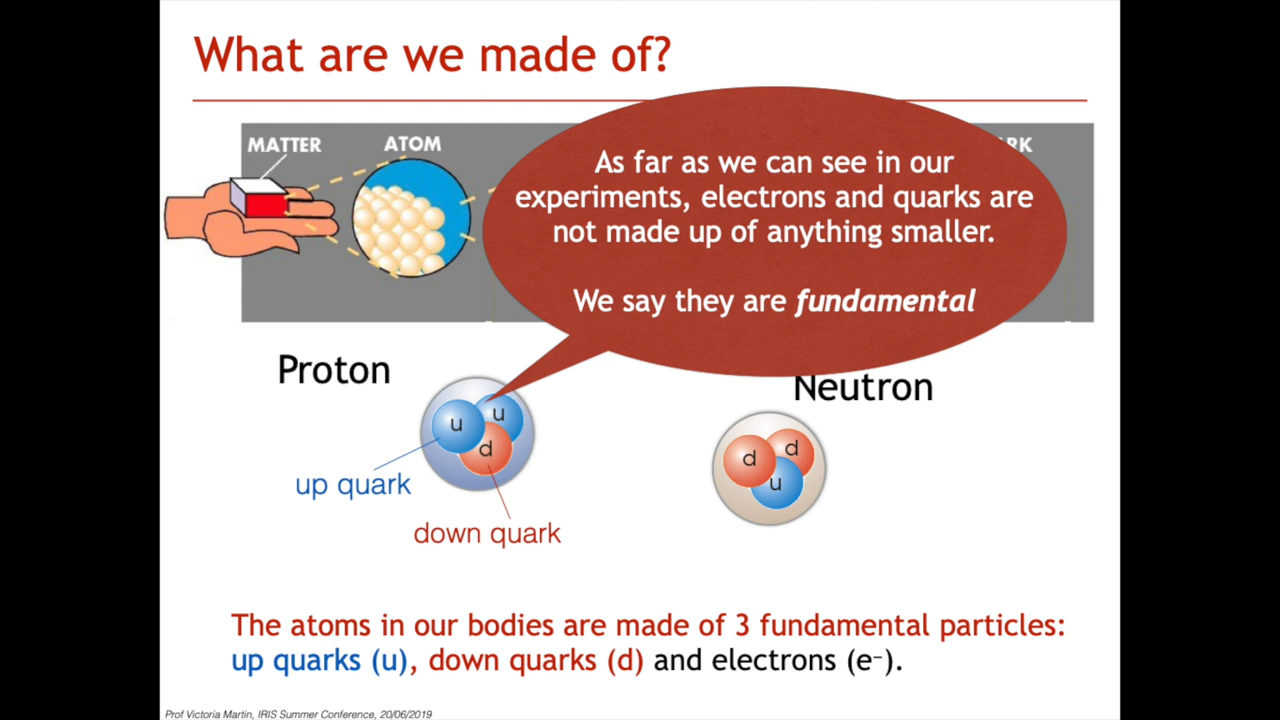 What are we made of?
MATTER
ATOM
RK
As far as we can see in our
experiments, electrons and quarks are
not made up of anything smaller.
We say they are fundamental
Proton
Neutron
u
u
d
d
d
u
up quark
down quark
The atoms in our bodies are made of 3 fundamental particles:
up quarks (u), down quarks (d) and electrons (e⁻).
Prof Victoria Martin, IRIS Summer Conference, 20/06/2019